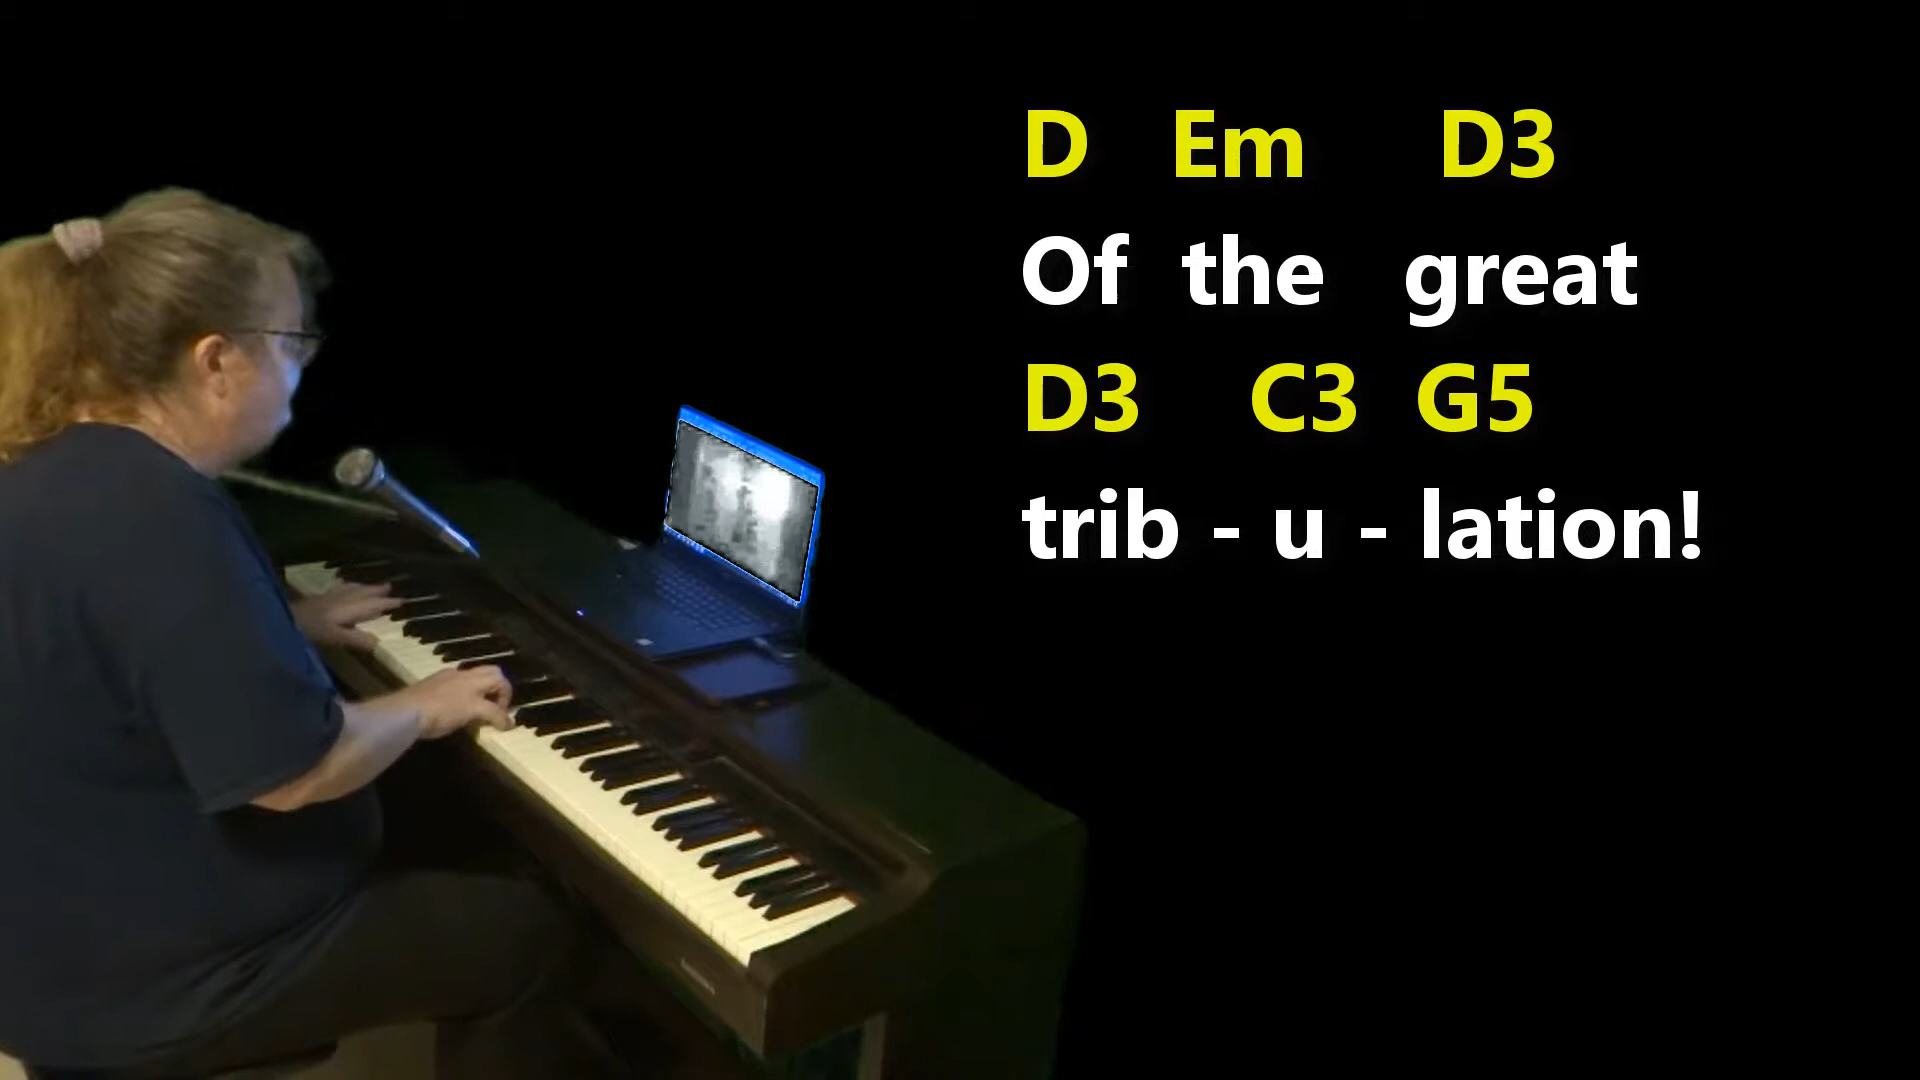 D Em D3
Of the great
D3 C3 G5
trib - u - lation!